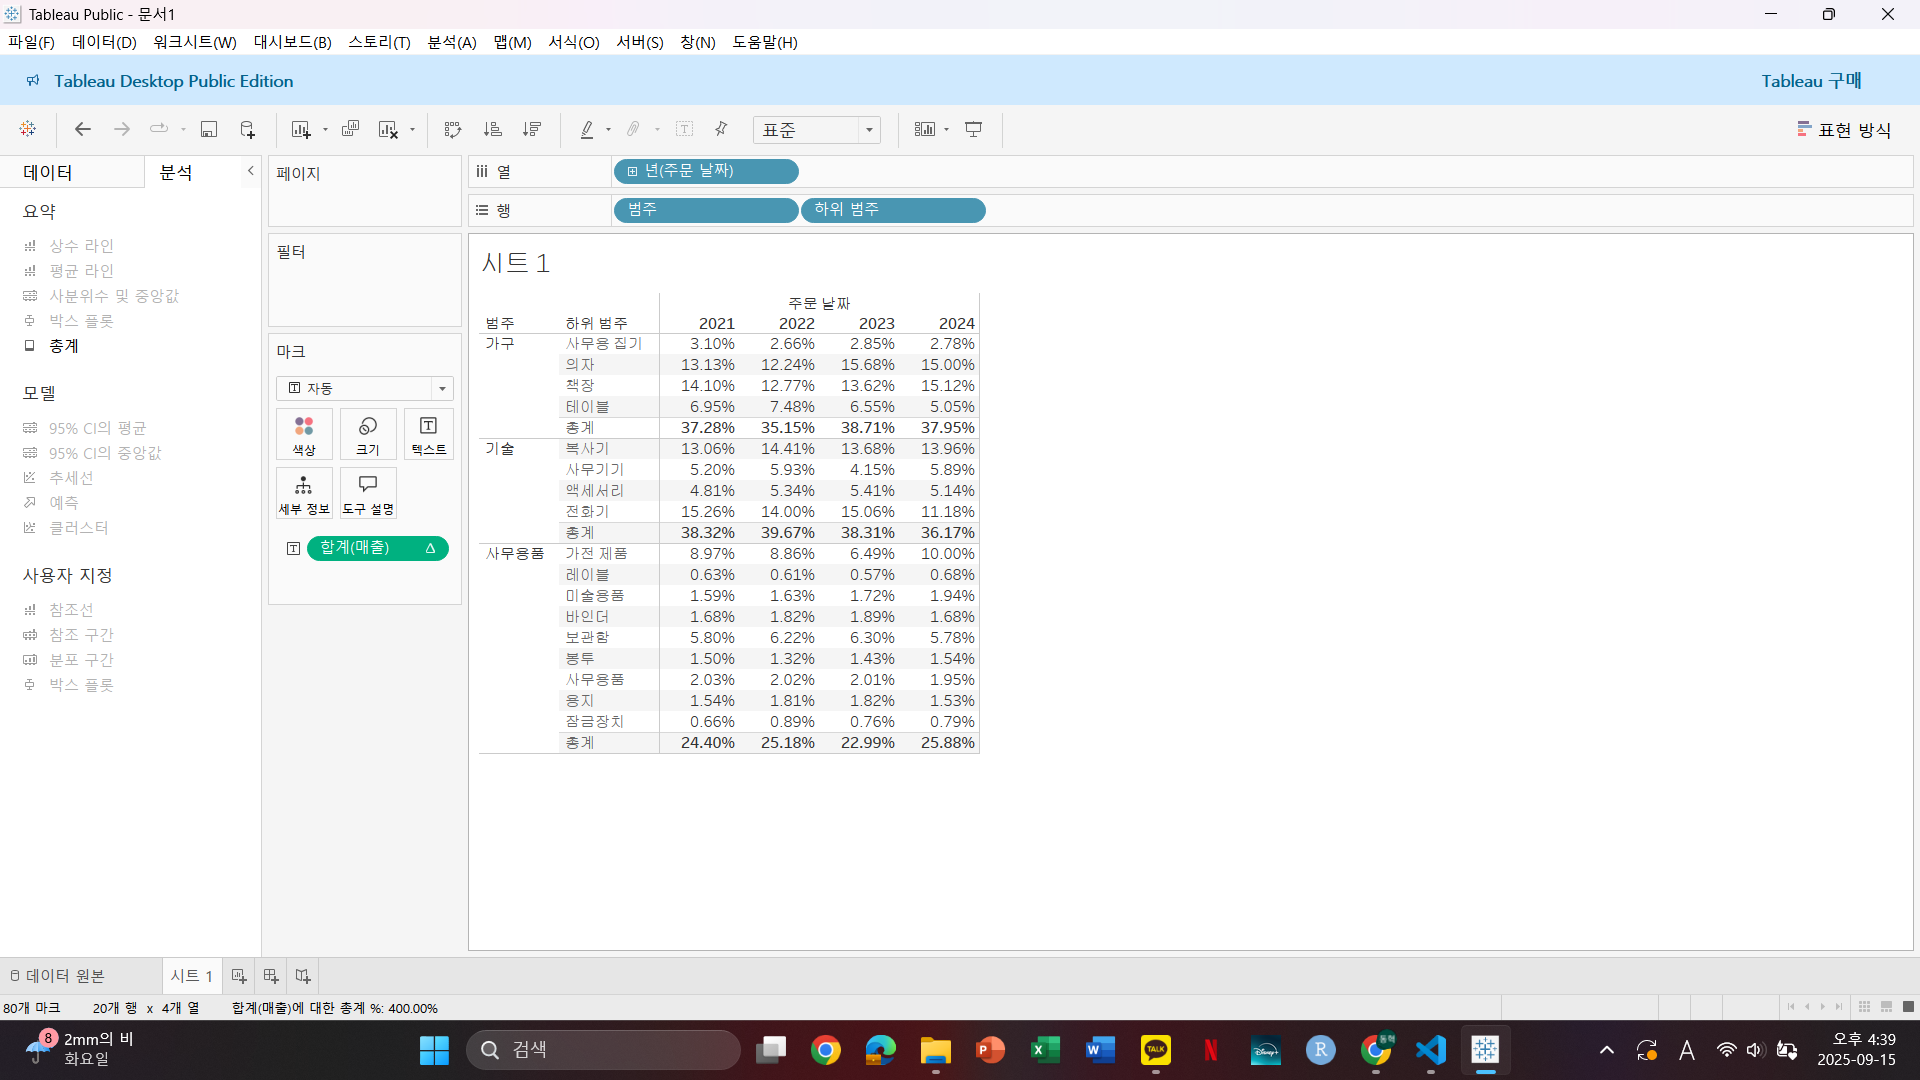 Tableau Public - 문서1
파일(F) 데이터(D) 워크시트(W) 대시보드(B) 스토리(T) 분석(A) 맵(M) 서식(O) 서버(S) 창(N) 도움말(H)
Tableau Desktop Public Edition
Tableau 구매
표준
표현 방식
데이터 분석
요약
상수 라인
평균 라인
사분위수 및 중앙값
박스 플롯
총계
모델
95% CI의 평균
95% CI의 중앙값
추세선
예측
클러스터
사용자 지정
참조선
참조 구간
분포 구간
박스 플롯
페이지
필터
마크
자동
색상 크기 텍스트
세부 정보 도구 설명
합계(매출) Δ
열 년(주문 날짜)
행 범주 하위 범주
시트 1
주문 날짜
범주 하위 범주 2021 2022 2023 2024
가구 사무용 집기 3.10% 2.66% 2.85% 2.78%
의자 13.13% 12.24% 15.68% 15.00%
책장 14.10% 12.77% 13.62% 15.12%
테이블 6.95% 7.48% 6.55% 5.05%
총계 37.28% 35.15% 38.71% 37.95%
기술 복사기 13.06% 14.41% 13.68% 13.96%
사무기기 5.20% 5.93% 4.15% 5.89%
액세서리 4.81% 5.34% 5.41% 5.14%
전화기 15.26% 14.00% 15.06% 11.18%
총계 38.32% 39.67% 38.31% 36.17%
사무용품 가전 제품 8.97% 8.86% 6.49% 10.00%
레이블 0.63% 0.61% 0.57% 0.68%
미술용품 1.59% 1.63% 1.72% 1.94%
바인더 1.68% 1.82% 1.89% 1.68%
보관함 5.80% 6.22% 6.30% 5.78%
봉투 1.50% 1.32% 1.43% 1.54%
사무용품 2.03% 2.02% 2.01% 1.95%
용지 1.54% 1.81% 1.82% 1.53%
잠금장치 0.66% 0.89% 0.76% 0.79%
총계 24.40% 25.18% 22.99% 25.88%
데이터 원본 시트 1
80개 마크 20개 행 x 4개 열 합계(매출)에 대한 총계 %: 400.00%
8
2mm의 비
화요일
검색
TALK
Disney+
동혁
A
오후 4:39
2025-09-15